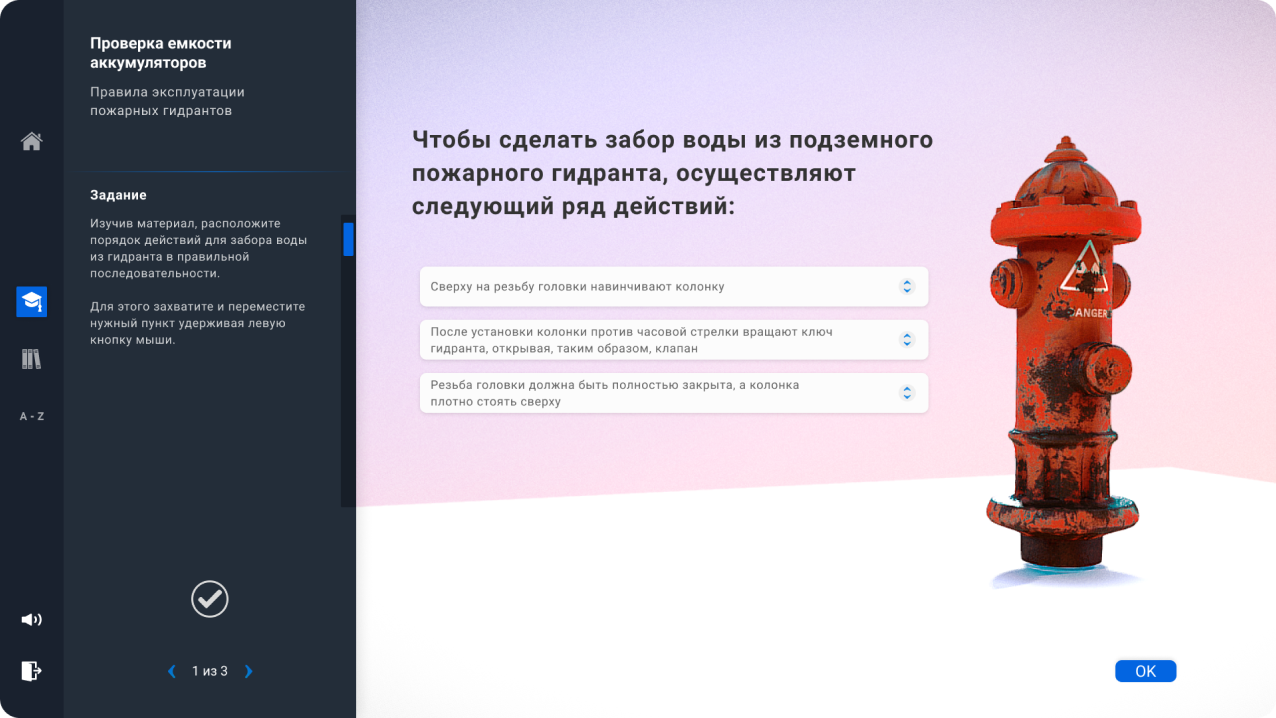 Проверка емкости
аккумуляторов
Правила эксплуатации
пожарных гидрантов
Задание
Изучив материал, расположите
порядок действий для забора воды
из гидранта в правильной
последовательности.
Для этого захватите и переместите
нужный пункт удерживая левую
кнопку мыши.
A - Z
1 из 3
Чтобы сделать забор воды из подземного
пожарного гидранта, осуществляют
следующий ряд действий:
Сверху на резьбу головки навинчивают колонку
После установки колонки против часовой стрелки вращают ключ
гидранта, открывая, таким образом, клапан
Резьба головки должна быть полностью закрыта, а колонка
плотно стоять сверху
DANGER
OK